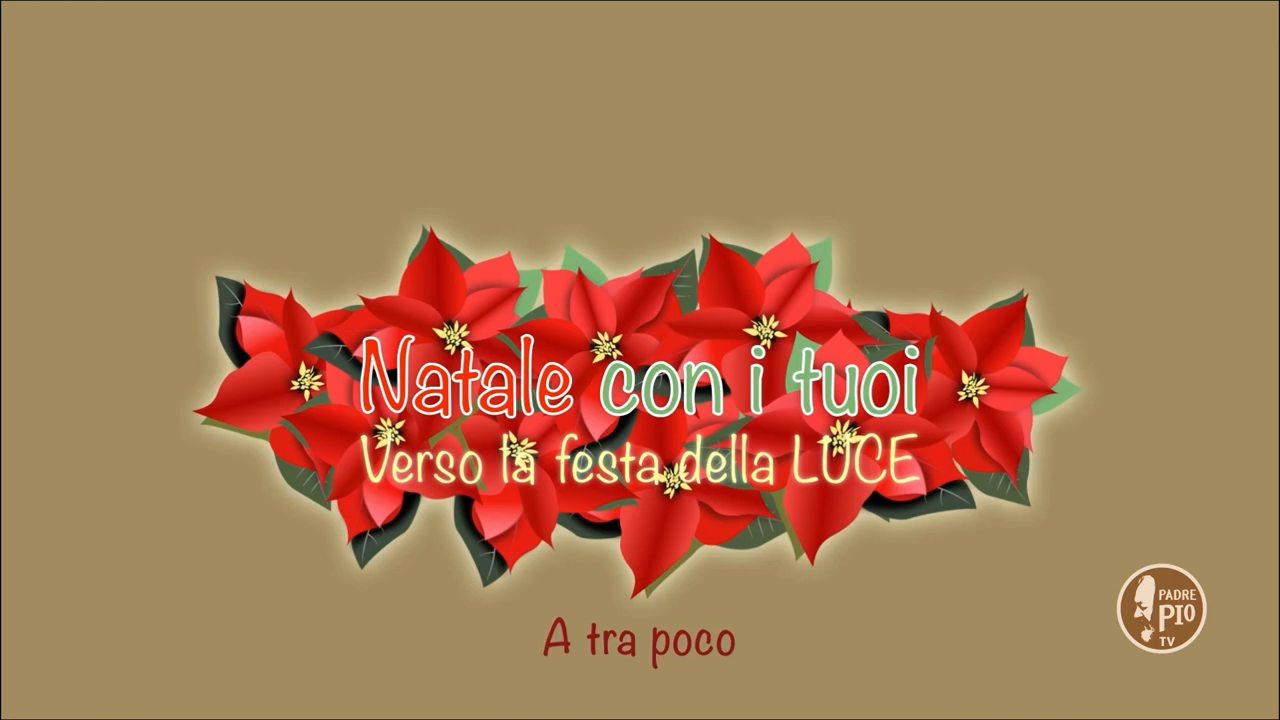 Natale con i tuoi
Verso la festa della LUCE
A tra poco
PADRE
PIO
TV